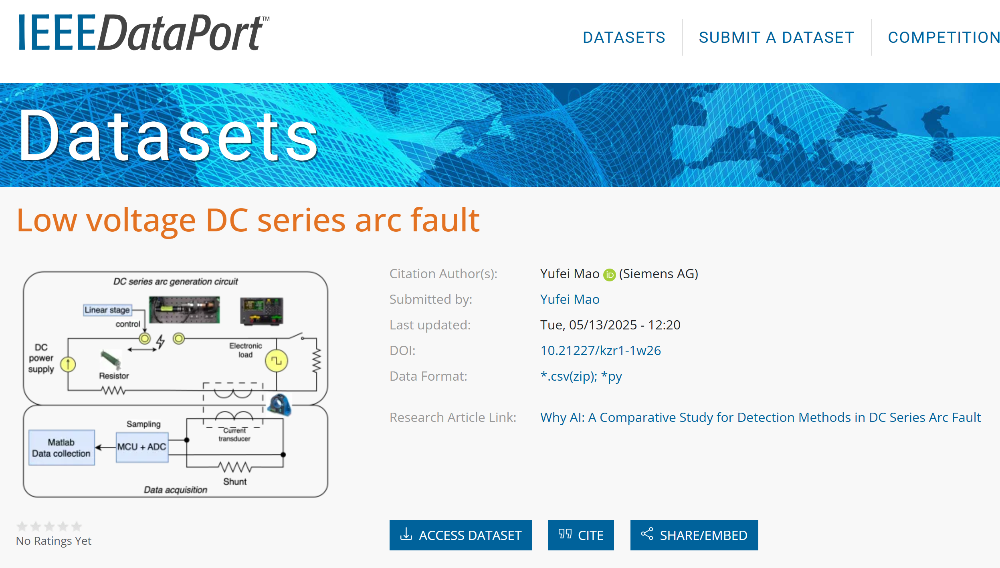 IEEEDataPort™
DATASETS
SUBMIT A DATASET
COMPETITION
Datasets
Low voltage DC series arc fault
DC series arc generation circuit
Linear stage
control
DC
power
supply
Resistor
Electronic
load
Sampling
Matlab
Data collection
MCU + ADC
Current
transducer
Shunt
Data acquisition
Citation Author(s): Yufei Mao iD (Siemens AG)
Submitted by: Yufei Mao
Last updated: Tue, 05/13/2025 - 12:20
DOI: 10.21227/kzr1-1w26
Data Format: *.csv(zip); *py
Research Article Link: Why AI: A Comparative Study for Detection Methods in DC Series Arc Fault
No Ratings Yet
ACCESS DATASET
CITE
SHARE/EMBED